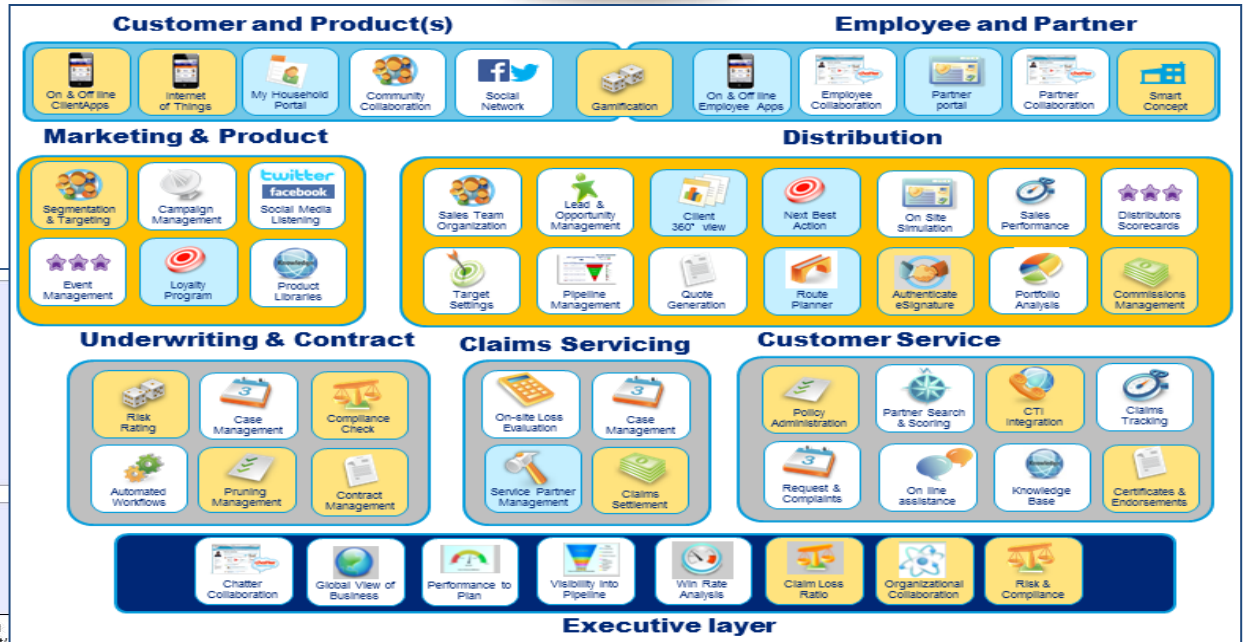 Customer and Product(s)
Employee and Partner
On & Off line
ClientApps
Internet
of Things
My Household
Portal
Community
Collaboration
Social
Network
Gamification
On & Off line
Employee Apps
chatter
Employee
Collaboration
Partner
portal
chatter
Partner
Collaboration
Smart
Concept
Marketing & Product
Distribution
Segmentation
& Targeting
Campaign
Management
twitter
facebook
Social Media
Listening
Event
Management
Loyalty
Program
Knowledge
Product
Libraries
Sales Team
Organization
Lead &
Opportunity
Management
Client
360° view
Next Best
Action
On Site
Simulation
Sales
Performance
Distributors
Scorecards
Target
Settings
Pipeline
Management
Quote
Generation
Route
Planner
Authenticate
eSignature
Portfolio
Analysis
Commissions
Management
Underwriting & Contract
Claims Servicing
Customer Service
Risk
Rating
3
Case
Management
Compliance
Check
Automated
Workflows
Pruning
Management
Contract
Management
On-site Loss
Evaluation
3
Case
Management
Service Partner
Management
Claims
Settlement
Policy
Administration
Partner Search
& Scoring
CTI
Integration
Claims
Tracking
3
Request &
Complaints
On line
assistance
Knowledge
Knowledge
Base
Certificates &
Endorsements
chatter
Chatter
Collaboration
Global View of
Business
Performance to
Plan
Visibility into
Pipeline
Win Rate
Analysis
Claim Loss
Ratio
Organizational
Collaboration
Risk &
Compliance
Executive layer